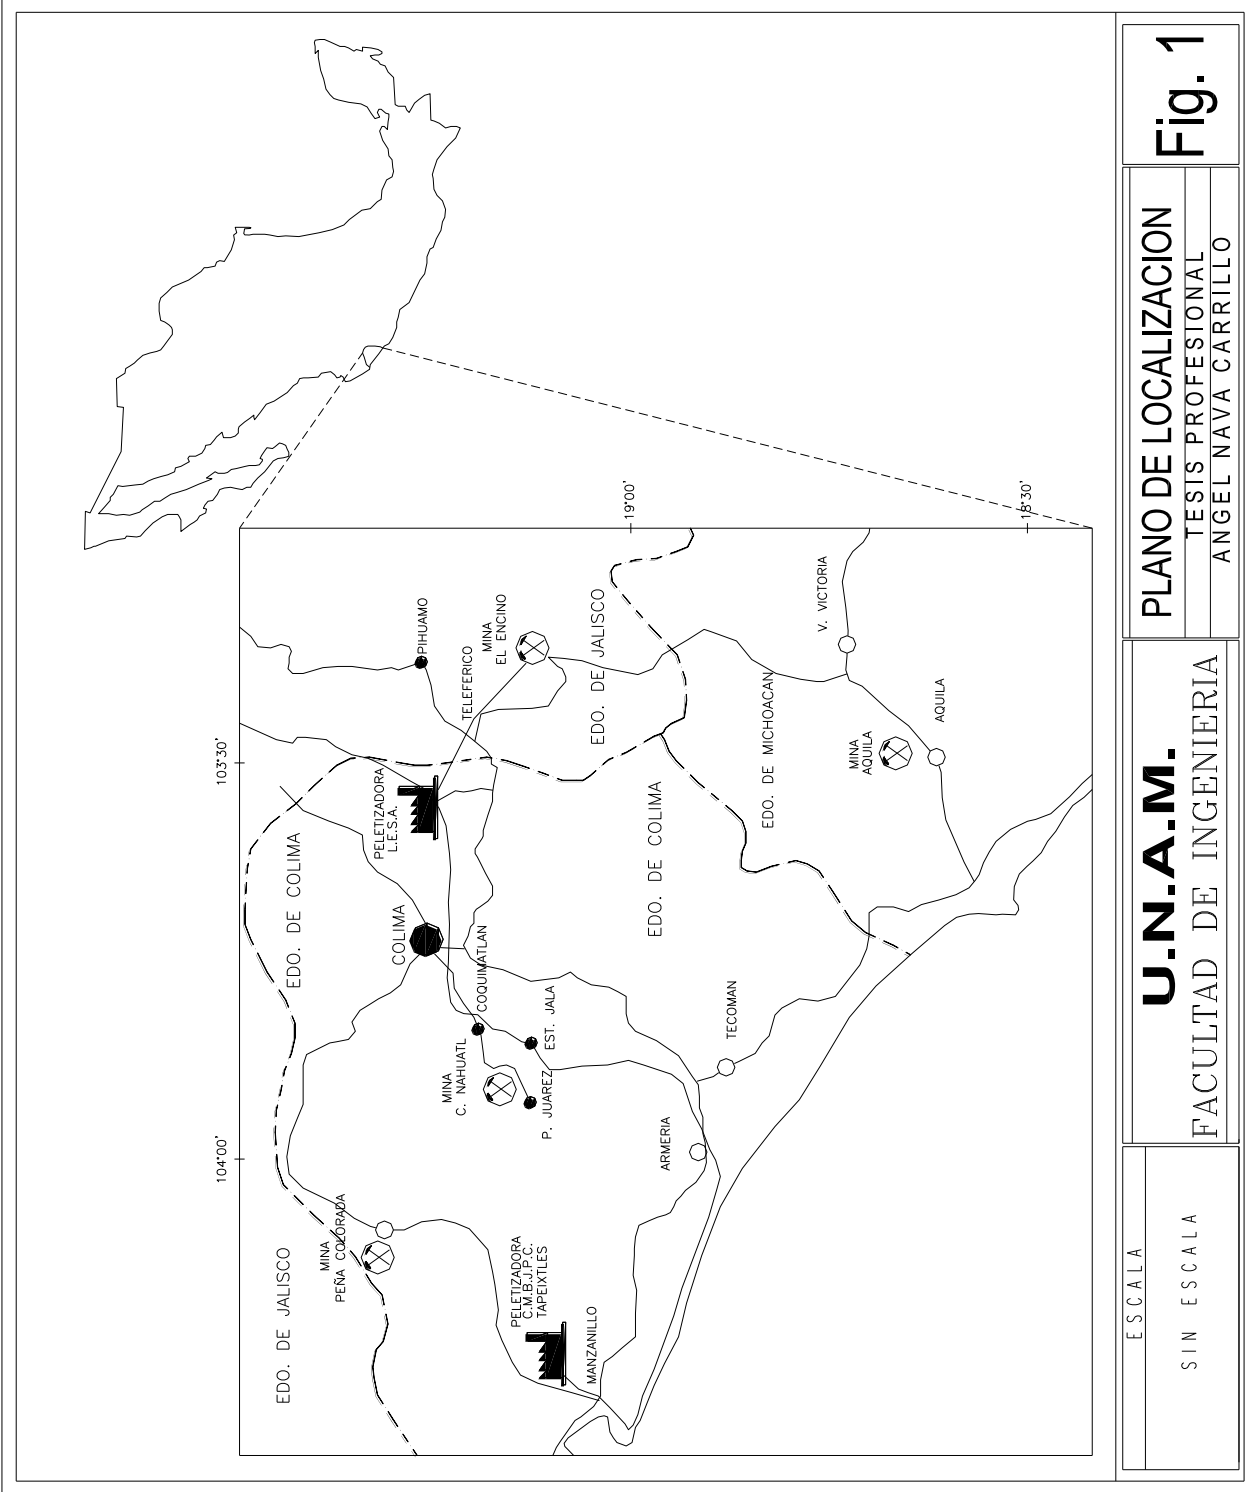 Fig. 1
PLANO DE LOCALIZACION
TESIS PROFESIONAL
ANGEL NAVA CARRILLO
U.N.A.M.
FACULTAD DE INGENIERIA
ESCALA
SIN ESCALA
104°00'
103°30'
19°00'
18°30'
EDO. DE JALISCO
MINA
PEÑA COLORADA
EDO. DE COLIMA
PELETIZADORA
L.E.S.A.
COLIMA
PIHUAMO
TELEFERICO
MINA
EL ENCINO
COQUIMATLAN
MINA
C. NAHUATL
EST. JALA
P. JUAREZ
PELETIZADORA
C.M.B.J.P.C.
TAPEIXTLES
MANZANILLO
EDO. DE JALISCO
EDO. DE COLIMA
ARMERIA
TECOMAN
EDO. DE MICHOACAN
V. VICTORIA
MINA
AQUILA
AQUILA